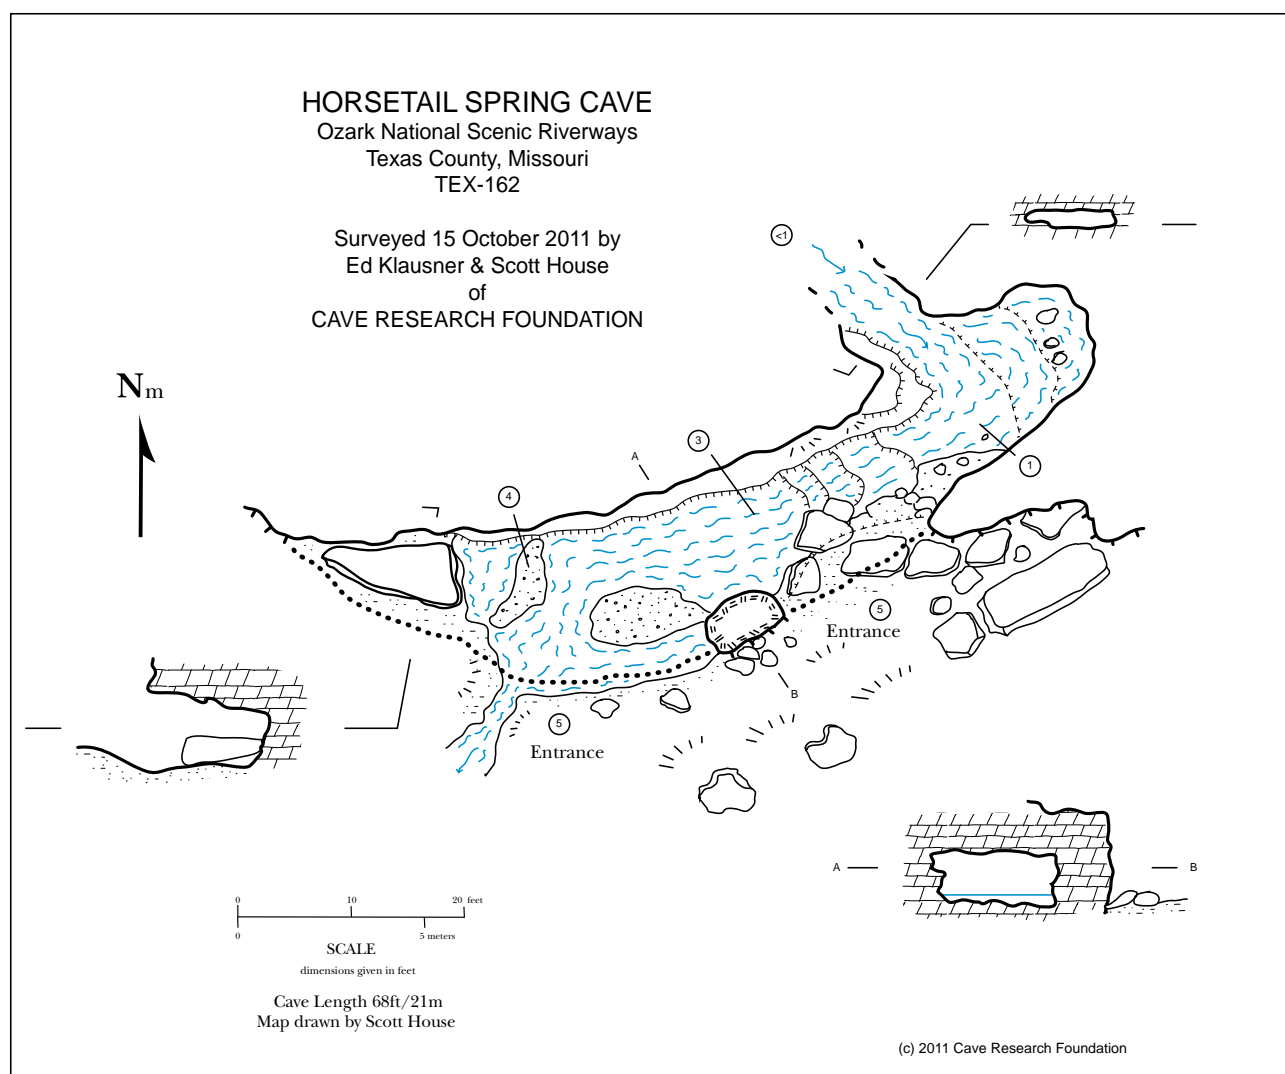 HORSETAIL SPRING CAVE
Ozark National Scenic Riverways
Texas County, Missouri
TEX-162
Surveyed 15 October 2011 by
Ed Klausner & Scott House
of
CAVE RESEARCH FOUNDATION
<1
Nm
3
A
1
4
5
Entrance
B
5
Entrance
A
B
0 10 20 feet
0 5 meters
SCALE
dimensions given in feet
Cave Length 68ft/21m
Map drawn by Scott House
(c) 2011 Cave Research Foundation